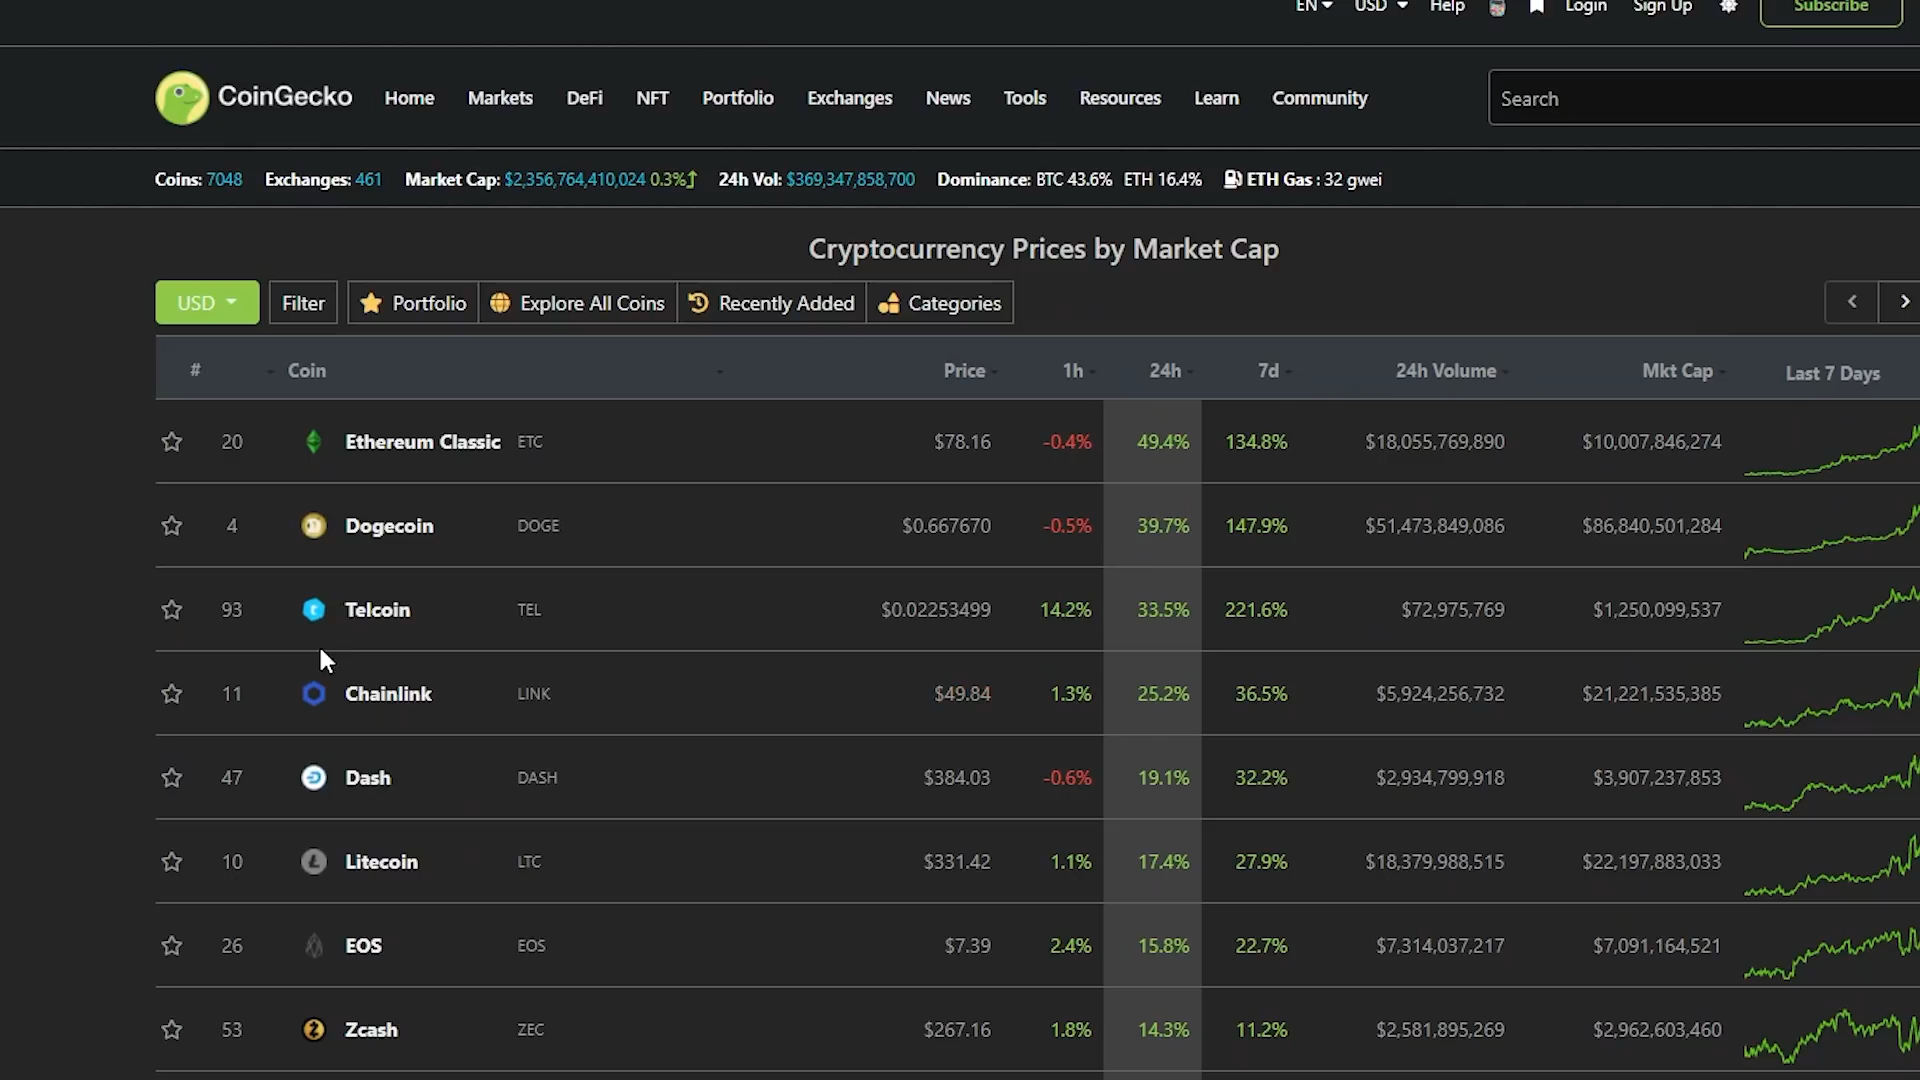 EN USD Help Login Sign Up Subscribe
CoinGecko Home Markets DeFi NFT Portfolio Exchanges News Tools Resources Learn Community Search
Coins: 7048 Exchanges: 461 Market Cap: $2,356,764,410,024 0.3% 24h Vol: $369,347,858,700 Dominance: BTC 43.6% ETH 16.4% ETH Gas : 32 gwei
Cryptocurrency Prices by Market Cap
USD Filter Portfolio Explore All Coins Recently Added Categories
# Coin Price 1h 24h 7d 24h Volume Mkt Cap Last 7 Days
20 Ethereum Classic ETC $78.16 -0.4% 49.4% 134.8% $18,055,769,890 $10,007,846,274
4 Dogecoin DOGE $0.667670 -0.5% 39.7% 147.9% $51,473,849,086 $86,840,501,284
93 Telcoin TEL $0.02253499 14.2% 33.5% 221.6% $72,975,769 $1,250,099,537
11 Chainlink LINK $49.84 1.3% 25.2% 36.5% $5,924,256,732 $21,221,535,385
47 Dash DASH $384.03 -0.6% 19.1% 32.2% $2,934,799,918 $3,907,237,853
10 Litecoin LTC $331.42 1.1% 17.4% 27.9% $18,379,988,515 $22,197,883,033
26 EOS EOS $7.39 2.4% 15.8% 22.7% $7,314,037,217 $7,091,164,521
53 Zcash ZEC $267.16 1.8% 14.3% 11.2% $2,581,895,269 $2,962,603,460